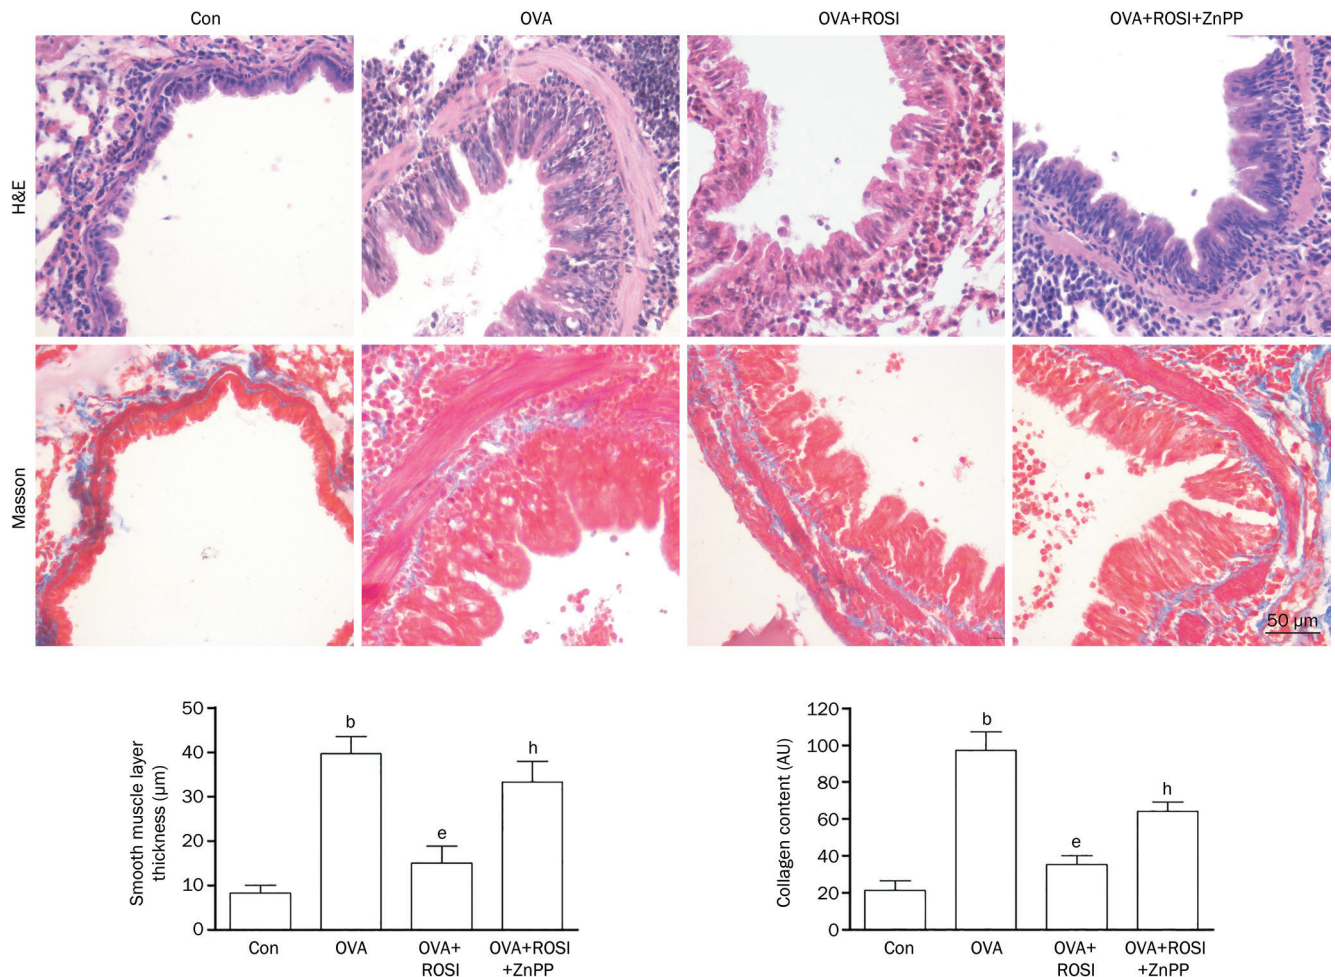 Con
OVA
OVA+ROSI
OVA+ROSI+ZnPP
H&E
Masson
50 µm
Smooth muscle layer
thickness (µm)
50
40
30
20
10
0
b
e
h
Con
OVA
OVA+
ROSI
OVA+ROSI
+ZnPP
Collagen content (AU)
120
100
80
60
40
20
0
b
e
h
Con
OVA
OVA+
ROSI
OVA+ROSI
+ZnPP